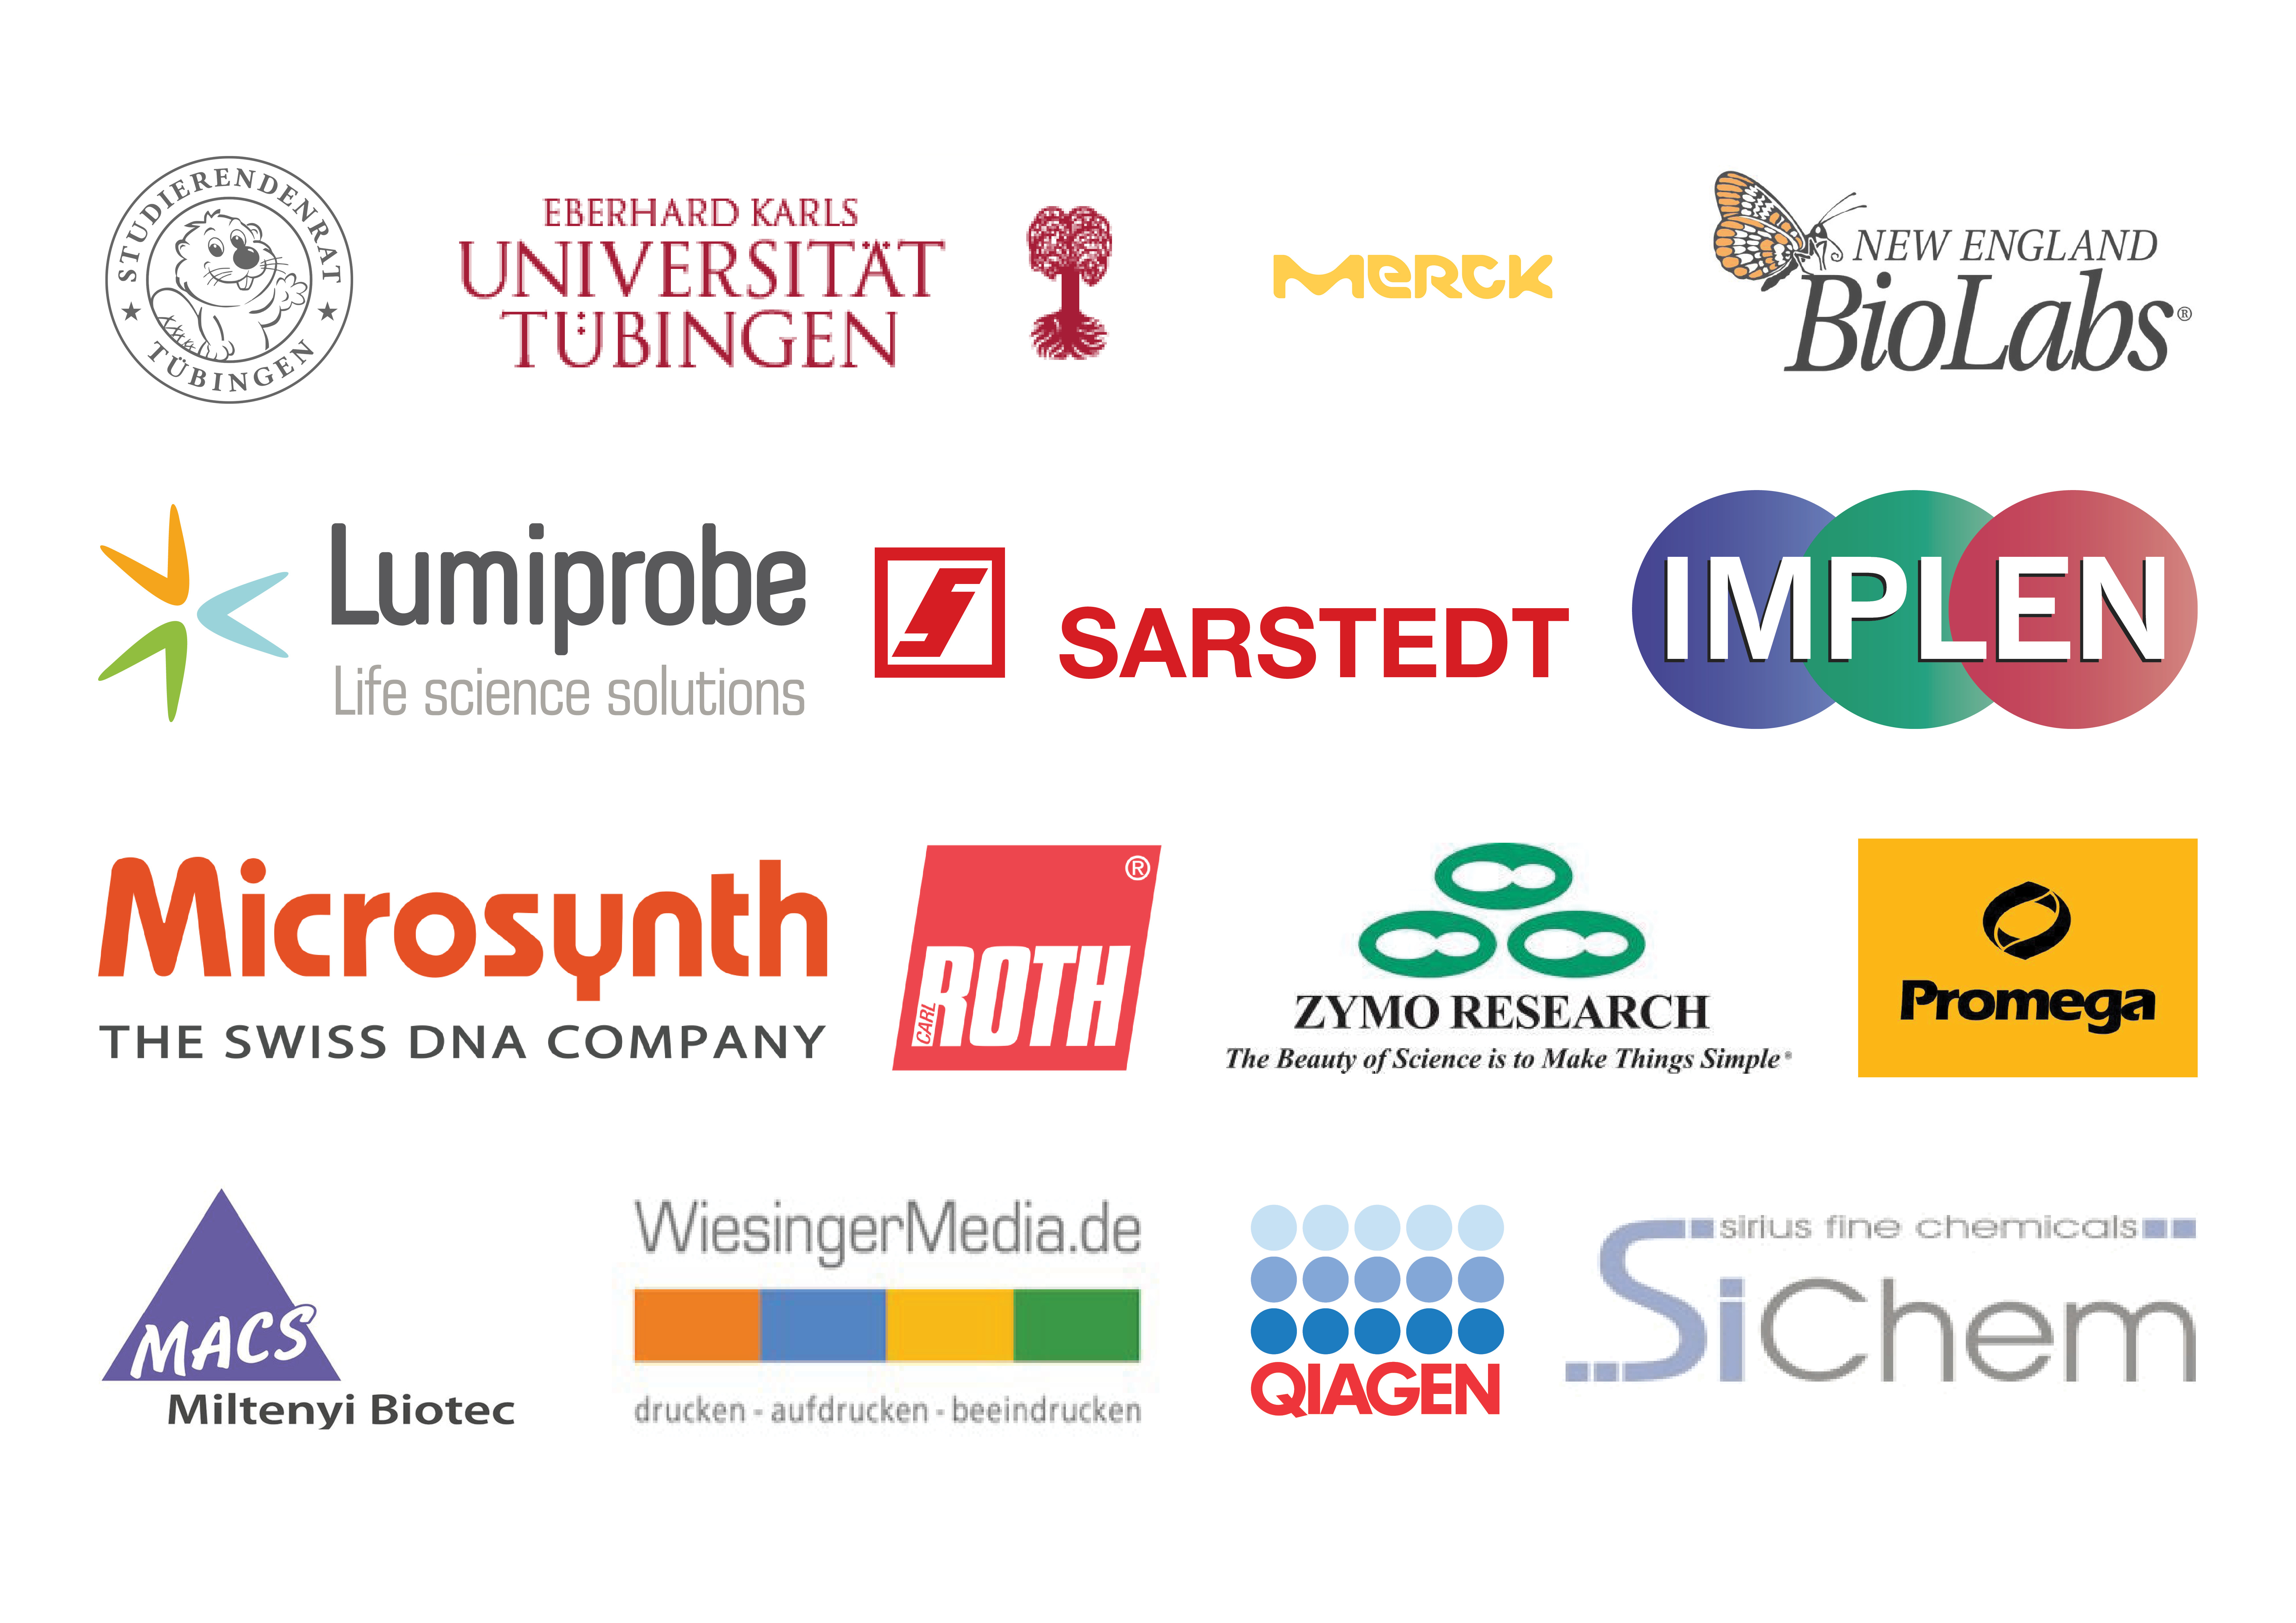 STUDIERENDENRAT
★ TÜBINGEN ★
EBERHARD KARLS
UNIVERSITÄT
TÜBINGEN
MERCK
NEW ENGLAND
BioLabs®
Lumiprobe
Life science solutions
SARSTEDT
IMPLEN
Microsynth
THE SWISS DNA COMPANY
®
CARL ROTH
ZYMO RESEARCH
The Beauty of Science is to Make Things Simple®
Promega
MACS
Miltenyi Biotec
WiesingerMedia.de
drucken - aufdrucken - beeindrucken
QIAGEN
sirius fine chemicals
SiChem